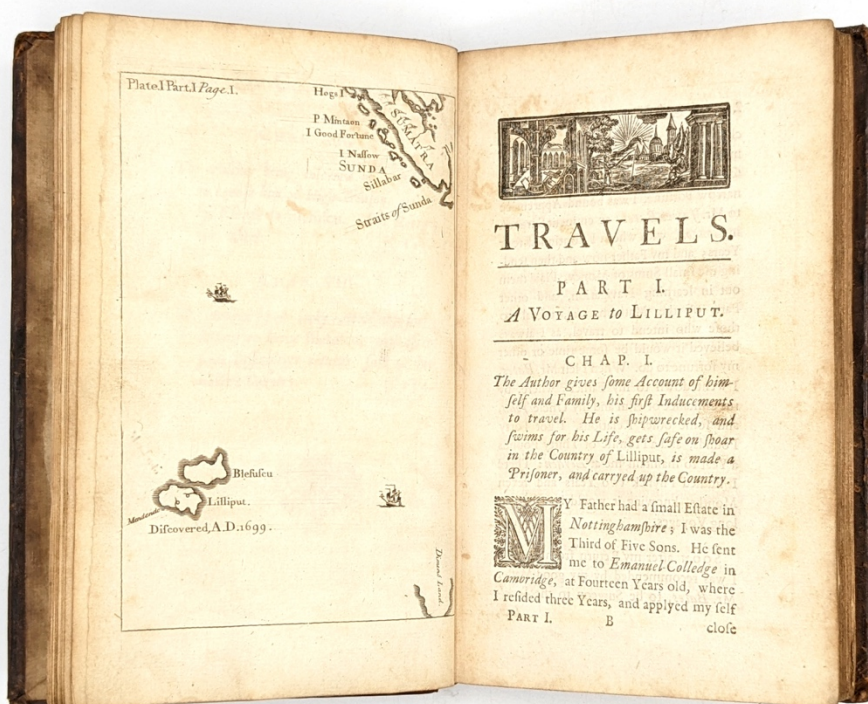 Plate.I Part.I Page.I.
Hogs I
P Mintaon
I Good Fortune
I Naſſow
SUNDA
Sillabar
Straits of Sunda
SUMATRA
Blefuſcu
Lilliput.
Mendendo
Diſcovered, A.D. 1699.
Dimens Land.
TRAVELS.
PART I.
A VOYAGE to LILLIPUT.
CHAP. I.
The Author gives ſome Account of him-
ſelf and Family, his firſt Inducements
to travel. He is ſhipwrecked, and
ſwims for his Life, gets ſafe on ſhoar
in the Country of Lilliput, is made a
Priſoner, and carryed up the Country.
MY Father had a ſmall Eſtate in
Nottinghamſhire; I was the
Third of Five Sons. He ſent
me to Emanuel-Colledge in
Cambridge, at Fourteen Years old, where
I reſided three Years, and applyed my ſelf
PART I. B
cloſe